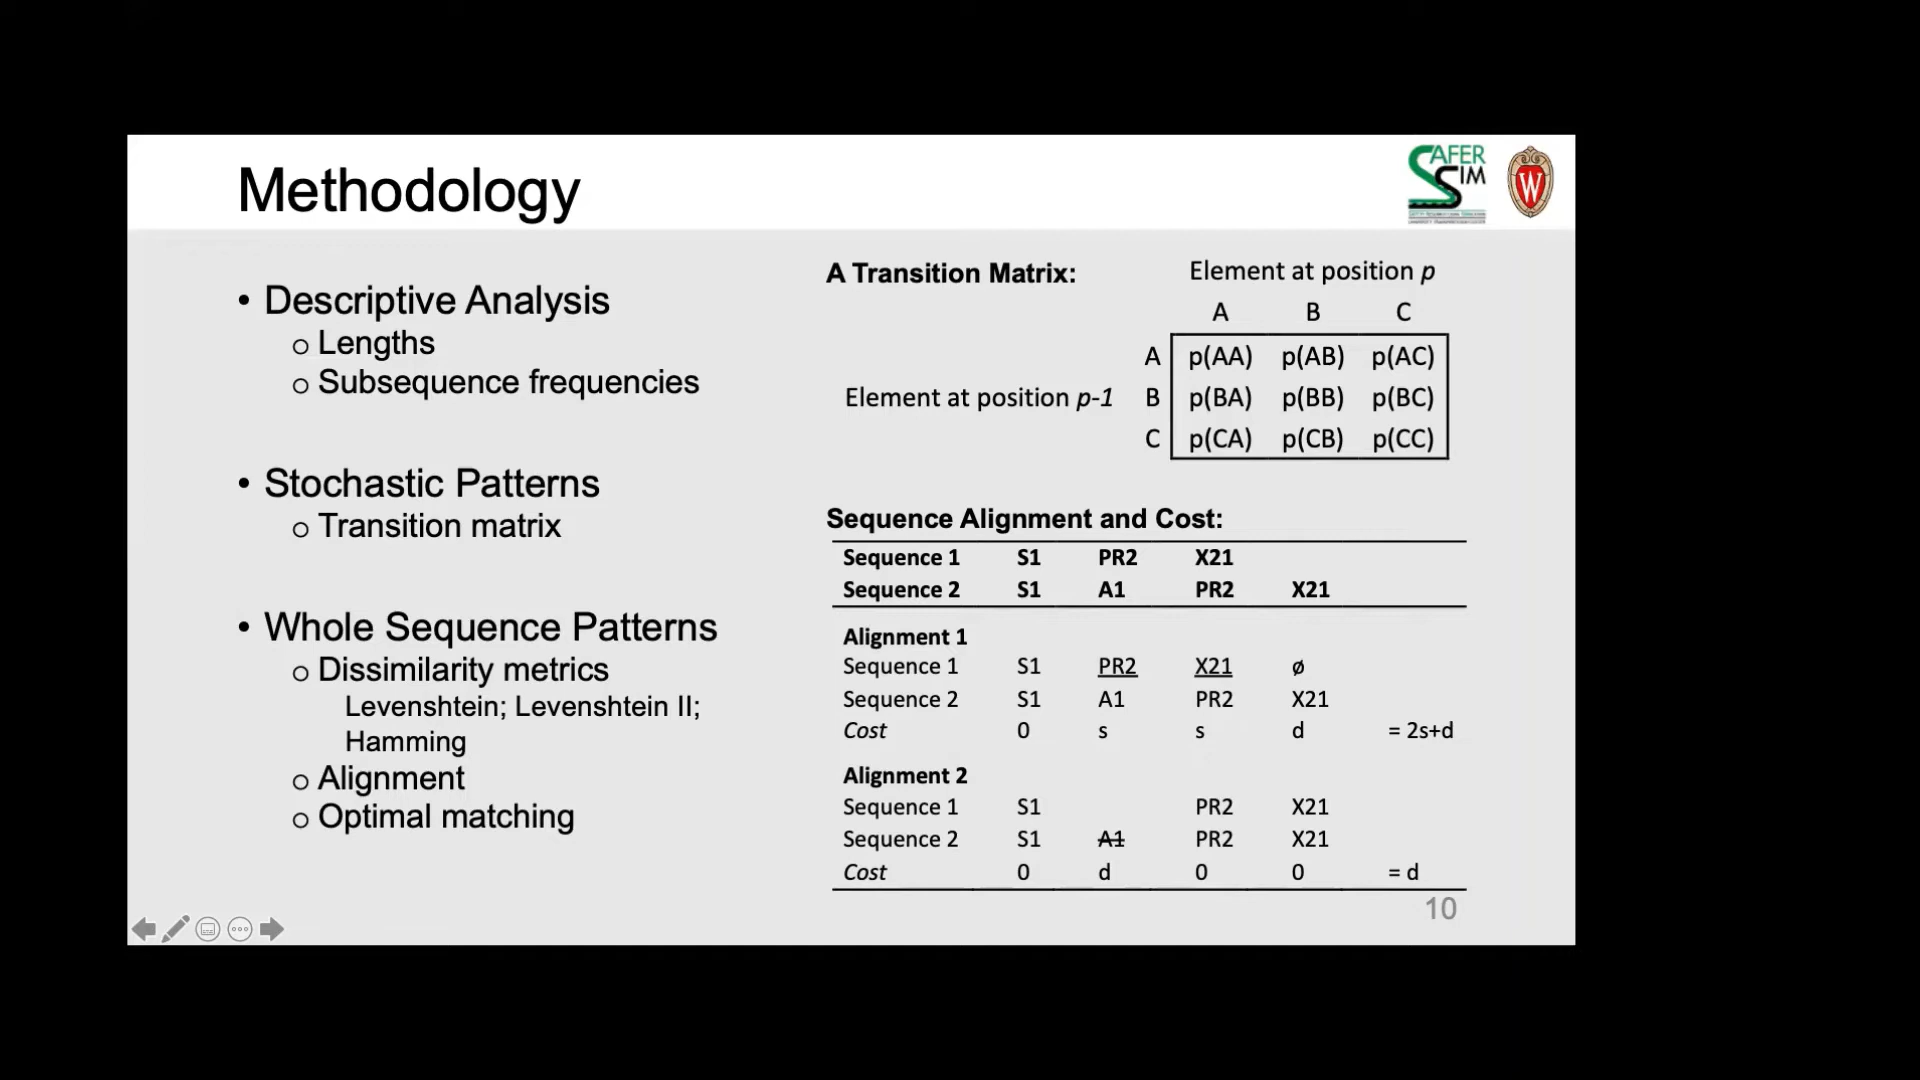 Methodology
AFER
SIM
W
• Descriptive Analysis
o Lengths
o Subsequence frequencies
• Stochastic Patterns
o Transition matrix
• Whole Sequence Patterns
o Dissimilarity metrics
Levenshtein; Levenshtein II;
Hamming
o Alignment
o Optimal matching
A Transition Matrix:
Element at position p
A B C
A p(AA) p(AB) p(AC)
Element at position p-1 B p(BA) p(BB) p(BC)
C p(CA) p(CB) p(CC)
Sequence Alignment and Cost:
Sequence 1 S1 PR2 X21
Sequence 2 S1 A1 PR2 X21
Alignment 1
Sequence 1 S1 PR2 X21 ø
Sequence 2 S1 A1 PR2 X21
Cost 0 s s d = 2s+d
Alignment 2
Sequence 1 S1 PR2 X21
Sequence 2 S1 A1 PR2 X21
Cost 0 d 0 0 = d
10